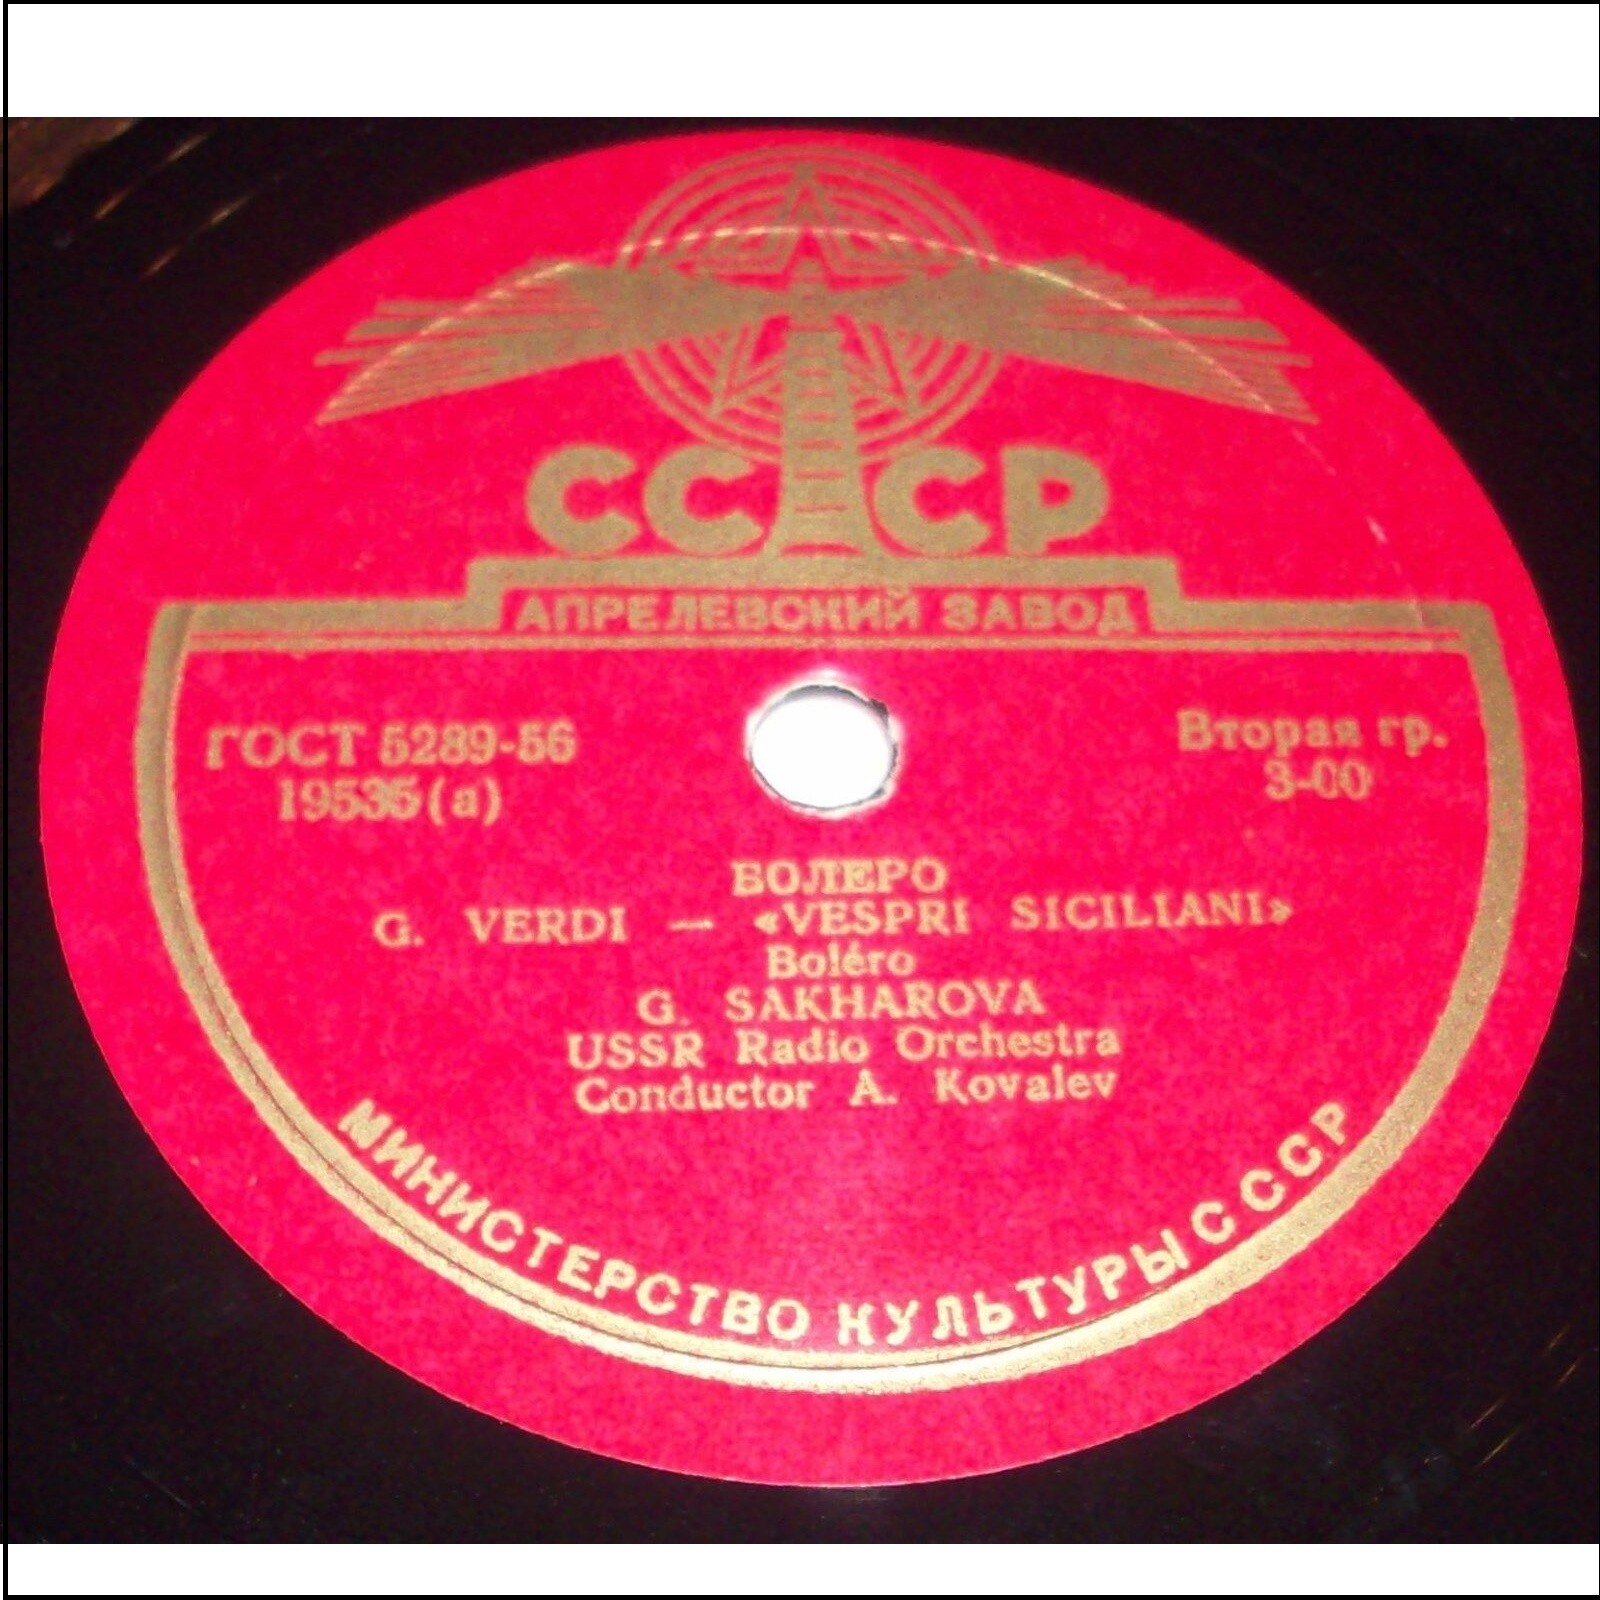 СССР
АПРЕЛЕВСКИЙ ЗАВОД
ГОСТ 5289-56
19535(а)
Вторая гр.
3-00
БОЛЕРО
G. VERDI — «VESPRI SICILIANI»
Boléro
G. SAKHAROVA
USSR Radio Orchestra
Conductor A. Kovalev
МИНИСТЕРСТВО КУЛЬТУРЫ СССР